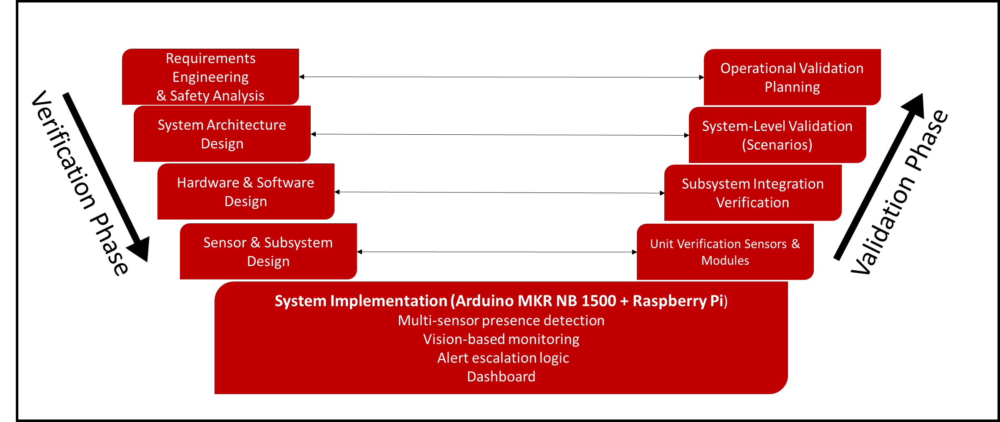 Requirements
Engineering
& Safety Analysis
Operational Validation
Planning
System Architecture
Design
System-Level Validation
(Scenarios)
Hardware & Software
Design
Subsystem Integration
Verification
Sensor & Subsystem
Design
Unit Verification Sensors &
Modules
Verification Phase
Validation Phase
System Implementation (Arduino MKR NB 1500 + Raspberry Pi)
Multi-sensor presence detection
Vision-based monitoring
Alert escalation logic
Dashboard